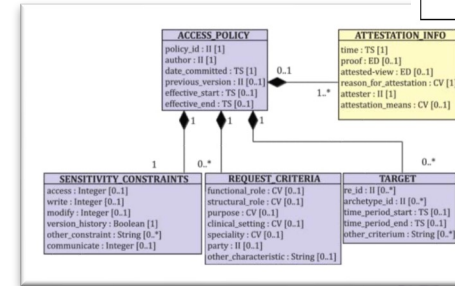 ACCESS_POLICY
policy_id : II [1]
author : II [1]
date_committed : TS [1]
previous_version : II [0..1]
effective_start : TS [0..1]
effective_end : TS [0..1]
0..1
1..*
ATTESTATION_INFO
time : TS [1]
proof : ED [0..1]
attested-view : ED [0..1]
reason_for_attestation : CV [1
attester : II [1]
attestation_means : CV [0..1]
1
1
1
1
0..*
0..*
SENSITIVITY_CONSTRAINTS
access : Integer [0..1]
write : Integer [0..1]
modify : Integer [0..1]
version_history : Boolean [1]
other_constraint : String [0..*]
communicate : Integer [0..1]
REQUEST_CRITERIA
functional_role : CV [0..1]
structural_role : CV [0..1]
purpose : CV [0..1]
clinical_setting : CV [0..1]
speciality : CV [0..1]
party : II [0..1]
other_characteristic : String [0..1]
TARGET
re_id : II [0..*]
archetype_id : II [0..*]
time_period_start : TS [0..1]
time_period_end : TS [0..1]
other_criterium : String [0..*]